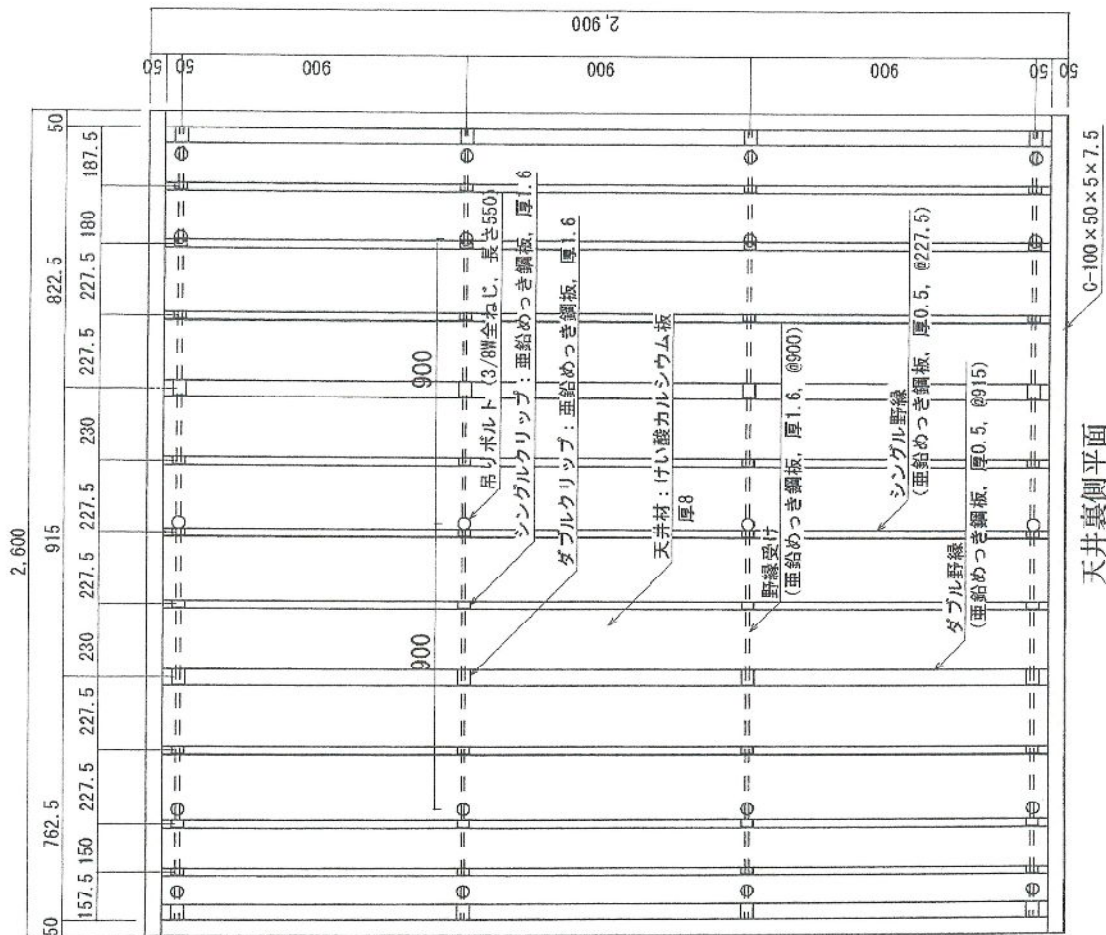 2,600
50
762.5
915
822.5
50
157.5
150
227.5
227.5
230
227.5
227.5
230
227.5
227.5
180
187.5
50
50
900
900
900
50
50
2,900
900
900
吊りボルト (3/8W全ねじ, 長さ550)
シングルクリップ:亜鉛めっき鋼板, 厚1.6
ダブルクリップ:亜鉛めっき鋼板, 厚1.6
天井材:けい酸カルシウム板
厚8
野縁受け
(亜鉛めっき鋼板, 厚1.6, @900)
シングル野縁
(亜鉛めっき鋼板, 厚0.5, @227.5)
ダブル野縁
(亜鉛めっき鋼板, 厚0.5, @915)
C-100×50×5×7.5
天井裏側平面